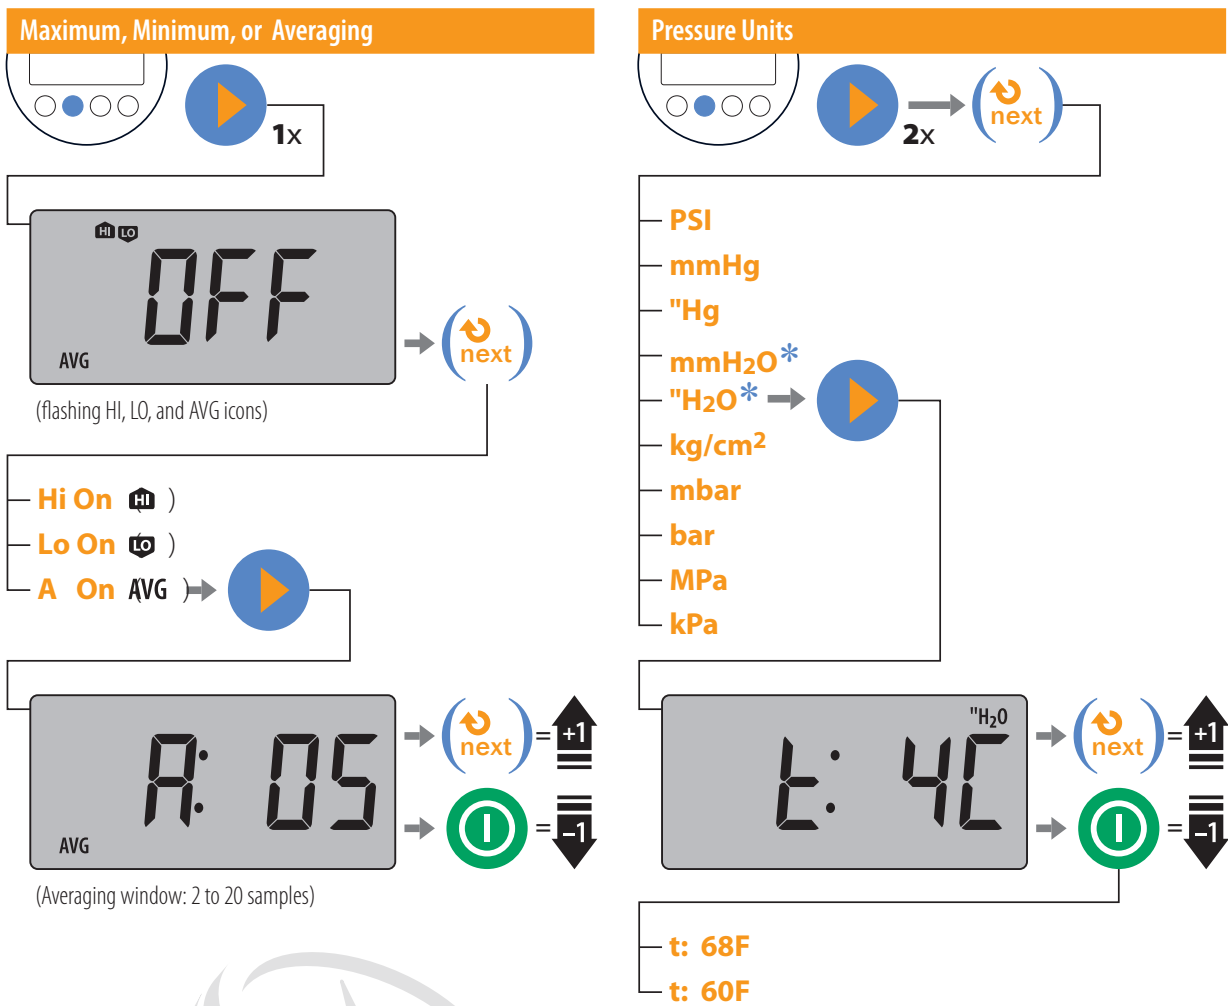 Maximum, Minimum, or Averaging
1x
HI LO
OFF
AVG
next
(flashing HI, LO, and AVG icons)
Hi On (HI)
Lo On (LO)
A On (AVG)
A: 05
AVG
next
=
+1
=
–1
(Averaging window: 2 to 20 samples)
Pressure Units
2x
next
PSI
mmHg
"Hg
mmH2O*
"H2O*
kg/cm²
mbar
bar
MPa
kPa
"H2O
t: 4C
next
=
+1
=
–1
t: 68F
t: 60F